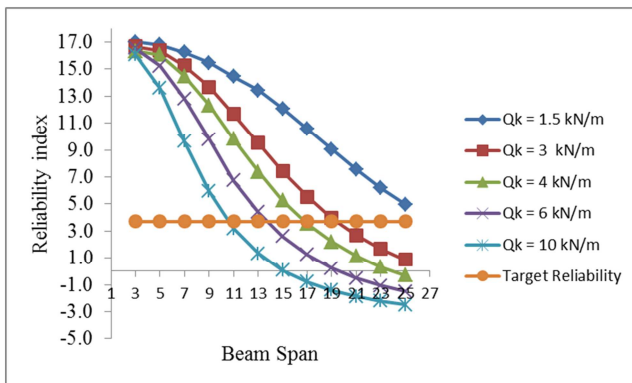 17.0
15.0
13.0
11.0
9.0
7.0
5.0
3.0
1.0
-1.0
-3.0
-5.0
Reliability index
1 3 5 7 9 11 13 15 17 19 21 23 25 27
Beam Span
Qk = 1.5 kN/m
Qk = 3 kN/m
Qk = 4 kN/m
Qk = 6 kN/m
Qk = 10 kN/m
Target Reliability